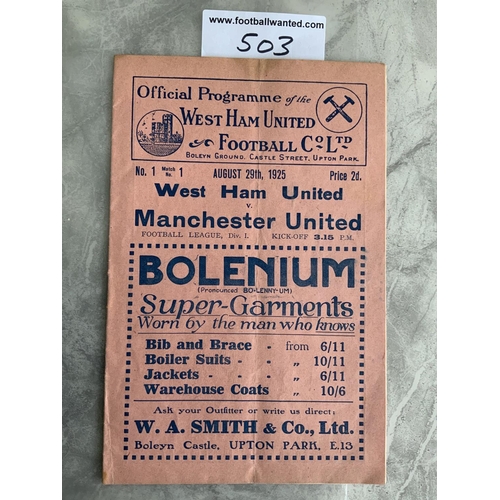 www.footballwanted.com
503
Official Programme of the
West Ham United
Football Co. Ltd
Boleyn Ground, Castle Street, Upton Park.
No. 1 Match No. 1 AUGUST 29th, 1925 Price 2d.
West Ham United
v.
Manchester United
FOOTBALL LEAGUE, Div. I. KICK-OFF 3.15 P.M.
BOLENIUM
(Pronounced BO-LENNY-UM)
Super-Garments
Worn by the man who knows
Bib and Brace - from 6/11
Boiler Suits - - „ 10/11
Jackets - - - „ 6/11
Warehouse Coats „ 10/6
Ask your Outfitter or write us direct:
W. A. SMITH & Co., Ltd.
Boleyn Castle, UPTON PARK, E.13